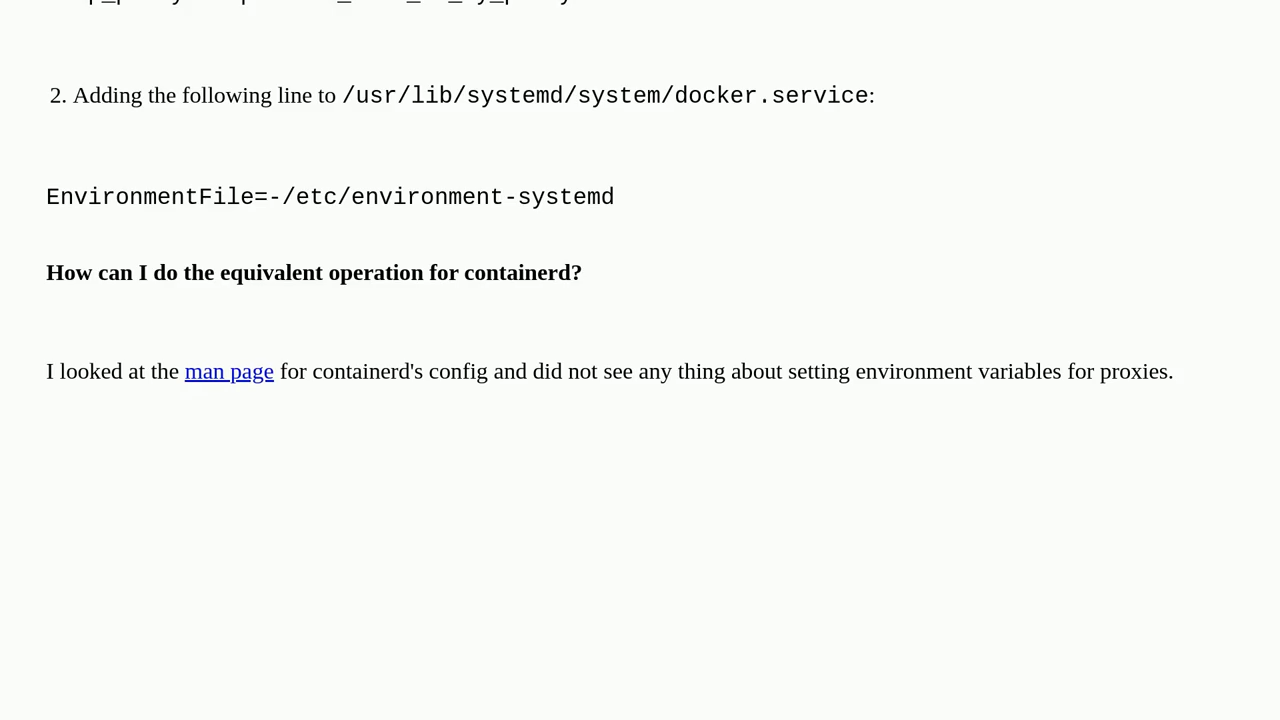 2. Adding the following line to /usr/lib/systemd/system/docker.service:
EnvironmentFile=-/etc/environment-systemd
How can I do the equivalent operation for containerd?
I looked at the man page for containerd's config and did not see any thing about setting environment variables for proxies.